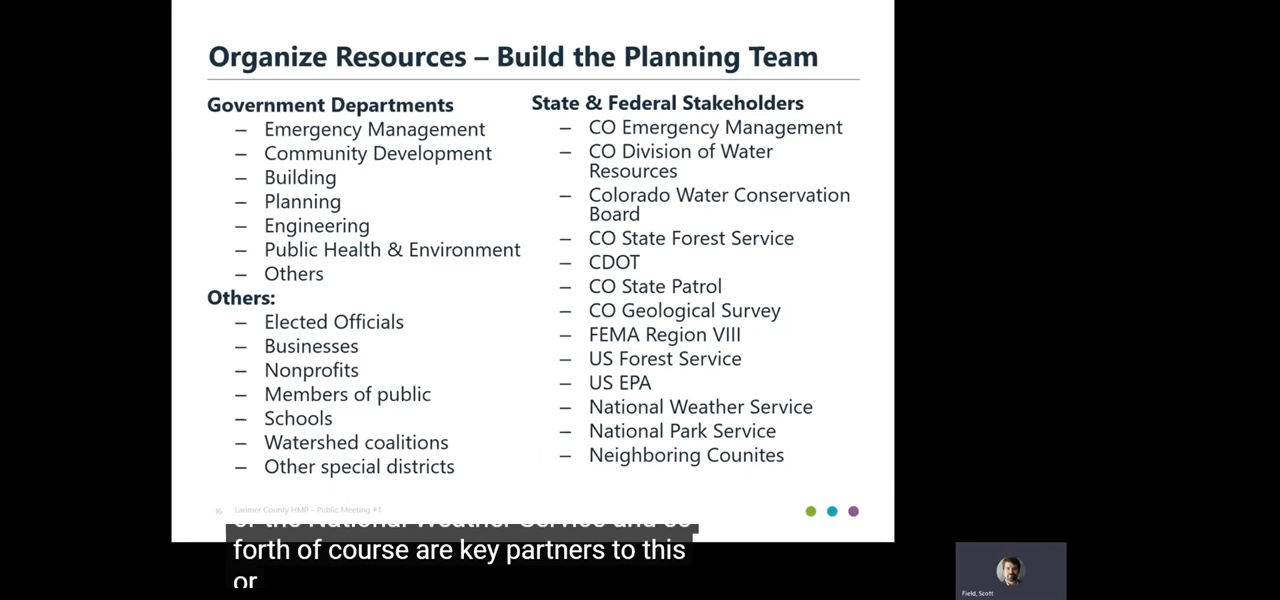 Organize Resources – Build the Planning Team
Government Departments
– Emergency Management
– Community Development
– Building
– Planning
– Engineering
– Public Health & Environment
– Others
Others:
– Elected Officials
– Businesses
– Nonprofits
– Members of public
– Schools
– Watershed coalitions
– Other special districts
State & Federal Stakeholders
– CO Emergency Management
– CO Division of Water
Resources
– Colorado Water Conservation
Board
– CO State Forest Service
– CDOT
– CO State Patrol
– CO Geological Survey
– FEMA Region VIII
– US Forest Service
– US EPA
– National Weather Service
– National Park Service
– Neighboring Counites
16 Larimer County HMP – Public Meeting #1
of the National Weather Service and so
forth of course are key partners to this
or
Field, Scott